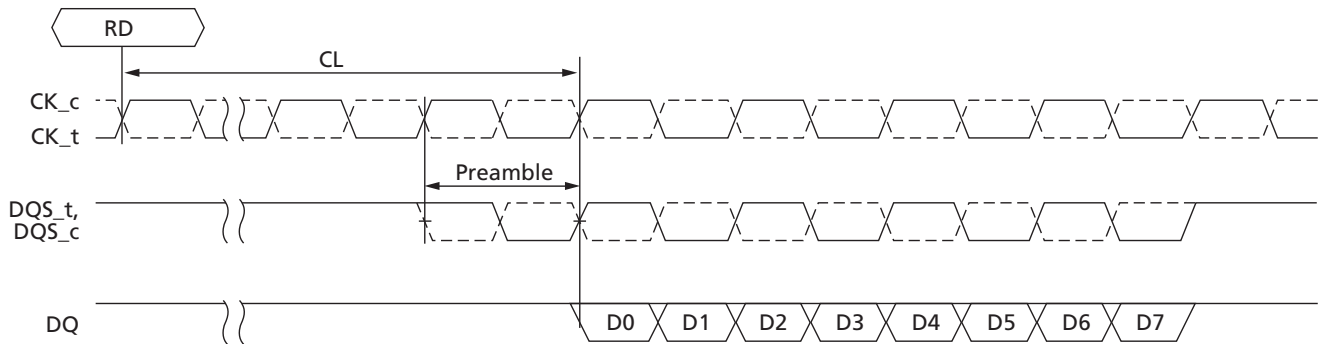 RD
CL
CK_c
CK_t
Preamble
DQS_t,
DQS_c
DQ
D0 D1 D2 D3 D4 D5 D6 D7